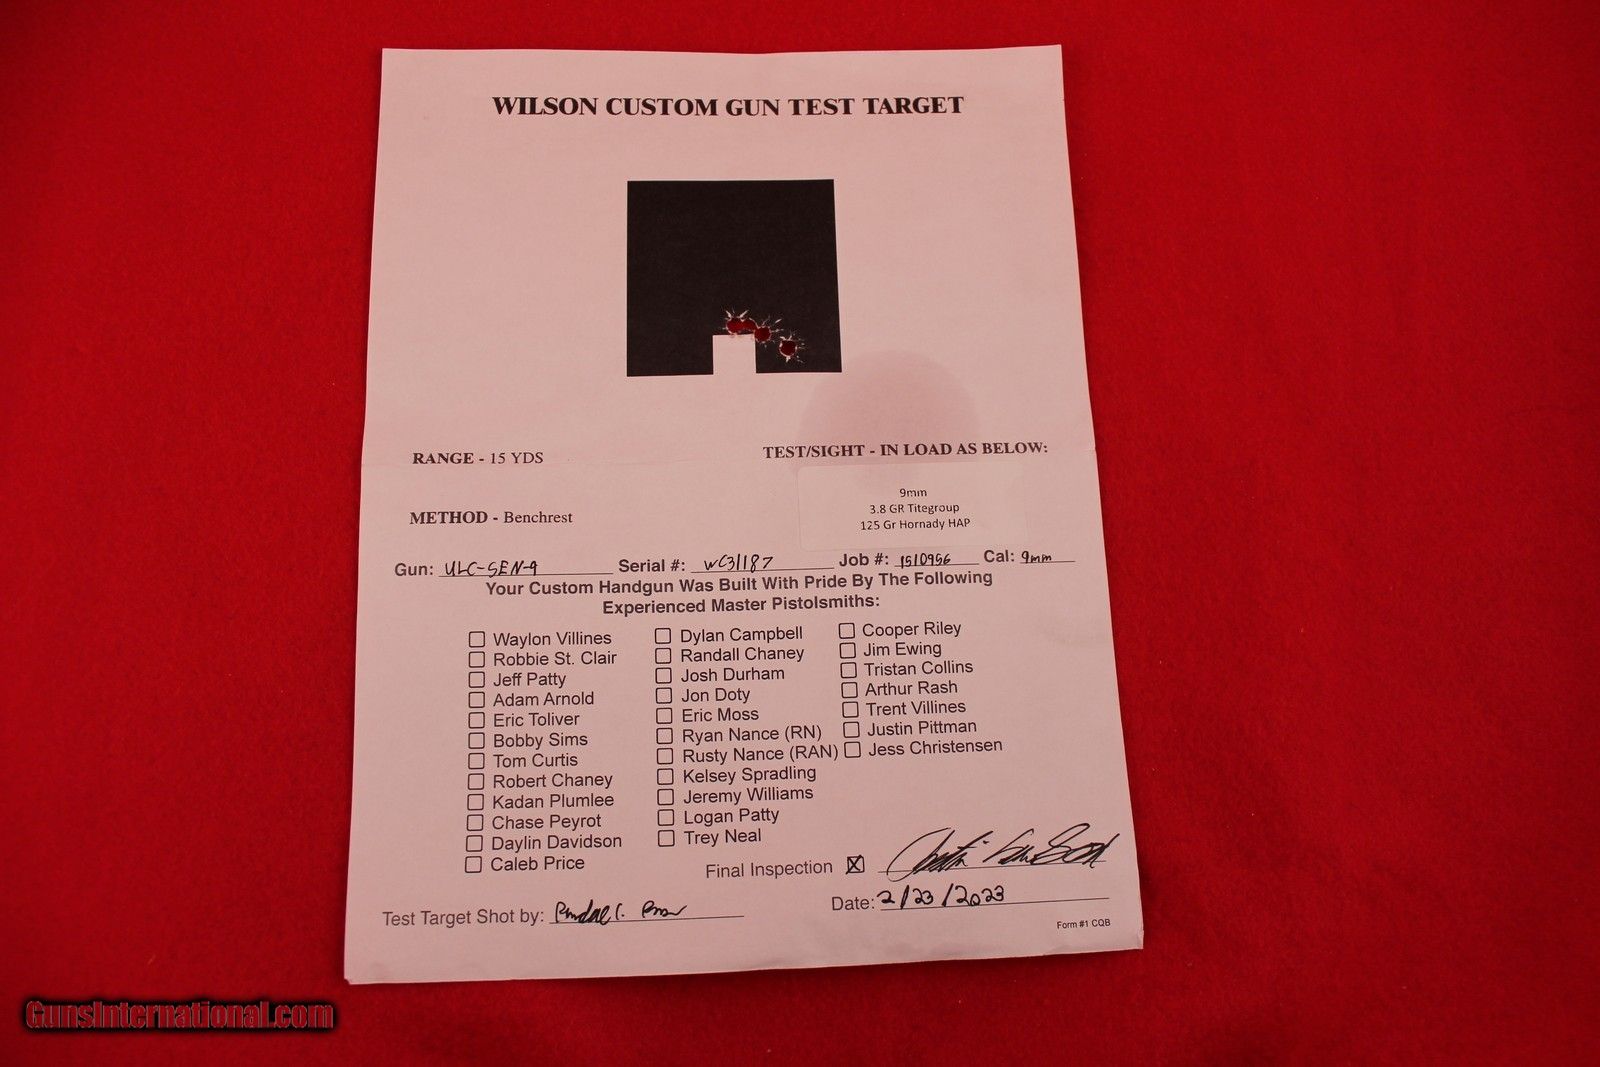 WILSON CUSTOM GUN TEST TARGET
RANGE - 15 YDS
TEST/SIGHT - IN LOAD AS BELOW:
9mm
3.8 GR Titegroup
125 Gr Hornady HAP
METHOD - Benchrest
Gun: ULC-SEN-9 Serial #: WC31187 Job #: 1510956 Cal: 9mm
Your Custom Handgun Was Built With Pride By The Following
Experienced Master Pistolsmiths:
Waylon Villines
Robbie St. Clair
Jeff Patty
Adam Arnold
Eric Toliver
Bobby Sims
Tom Curtis
Robert Chaney
Kadan Plumlee
Chase Peyrot
Daylin Davidson
Caleb Price
Dylan Campbell
Randall Chaney
Josh Durham
Jon Doty
Eric Moss
Ryan Nance (RN)
Rusty Nance (RAN)
Kelsey Spradling
Jeremy Williams
Logan Patty
Trey Neal
Cooper Riley
Jim Ewing
Tristan Collins
Arthur Rash
Trent Villines
Justin Pittman
Jess Christensen
Final Inspection
Test Target Shot by:
Date: 2/23/2023
Form #1 CQB
GunsInternational.com